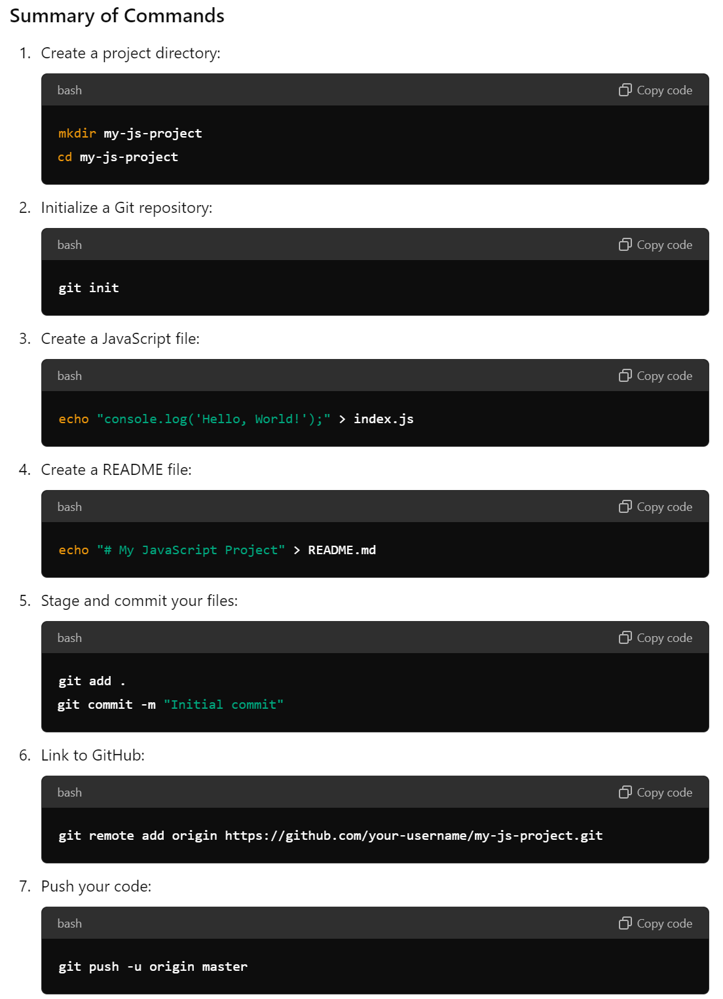 Summary of Commands
1. Create a project directory:
bash
Copy code
mkdir my-js-project
cd my-js-project
2. Initialize a Git repository:
bash
Copy code
git init
3. Create a JavaScript file:
bash
Copy code
echo "console.log('Hello, World!');" > index.js
4. Create a README file:
bash
Copy code
echo "# My JavaScript Project" > README.md
5. Stage and commit your files:
bash
Copy code
git add .
git commit -m "Initial commit"
6. Link to GitHub:
bash
Copy code
git remote add origin https://github.com/your-username/my-js-project.git
7. Push your code:
bash
Copy code
git push -u origin master